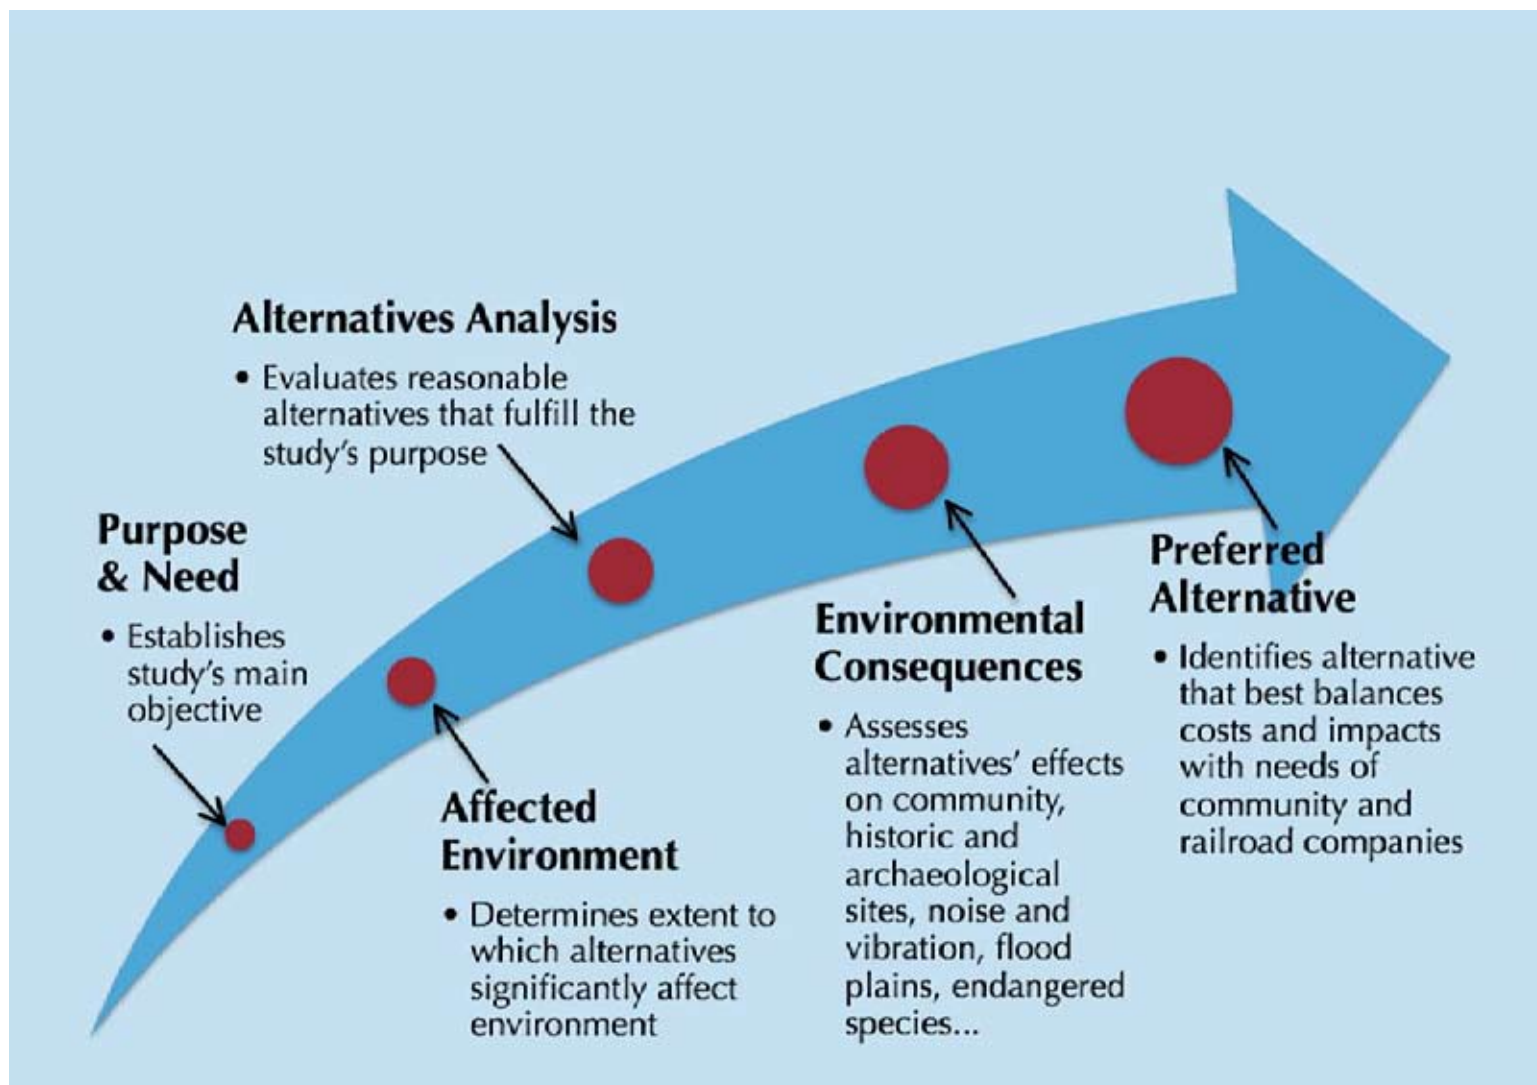 Alternatives Analysis
• Evaluates reasonable
alternatives that fulfill the
study's purpose
Purpose
& Need
• Establishes
study's main
objective
Affected
Environment
• Determines extent to
which alternatives
significantly affect
environment
Environmental
Consequences
• Assesses
alternatives' effects
on community,
historic and
archaeological
sites, noise and
vibration, flood
plains, endangered
species...
Preferred
Alternative
• Identifies alternative
that best balances
costs and impacts
with needs of
community and
railroad companies